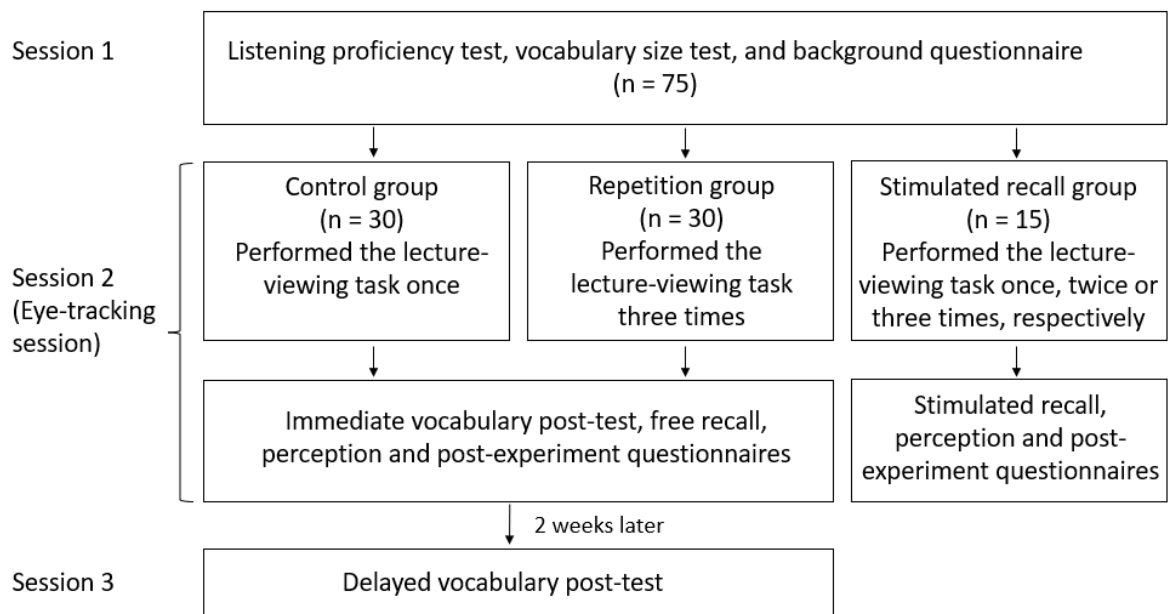 Session 1
Listening proficiency test, vocabulary size test, and background questionnaire
(n = 75)
Session 2
(Eye-tracking
session)
Control group
(n = 30)
Performed the lecture-
viewing task once
Repetition group
(n = 30)
Performed the
lecture-viewing task
three times
Stimulated recall group
(n = 15)
Performed the lecture-
viewing task once, twice or
three times, respectively
Immediate vocabulary post-test, free recall,
perception and post-experiment questionnaires
Stimulated recall,
perception and post-
experiment questionnaires
2 weeks later
Session 3
Delayed vocabulary post-test